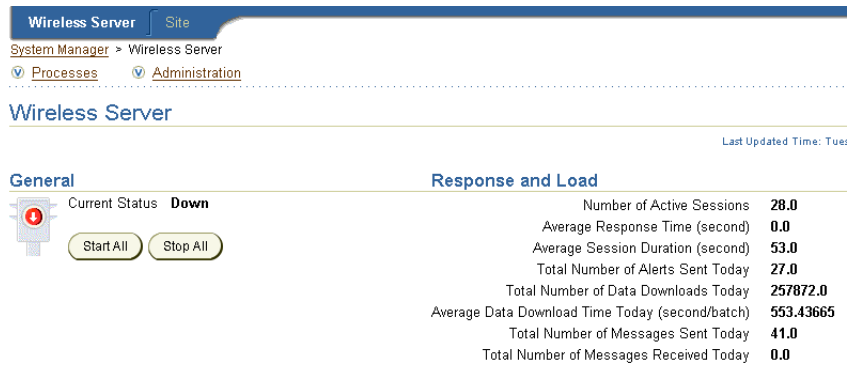 Wireless Server Site
System Manager > Wireless Server
Processes Administration
Wireless Server
Last Updated Time: Tues
General
Current Status Down
Start All Stop All
Response and Load
Number of Active Sessions 28.0
Average Response Time (second) 0.0
Average Session Duration (second) 53.0
Total Number of Alerts Sent Today 27.0
Total Number of Data Downloads Today 257872.0
Average Data Download Time Today (second/batch) 553.43665
Total Number of Messages Sent Today 41.0
Total Number of Messages Received Today 0.0